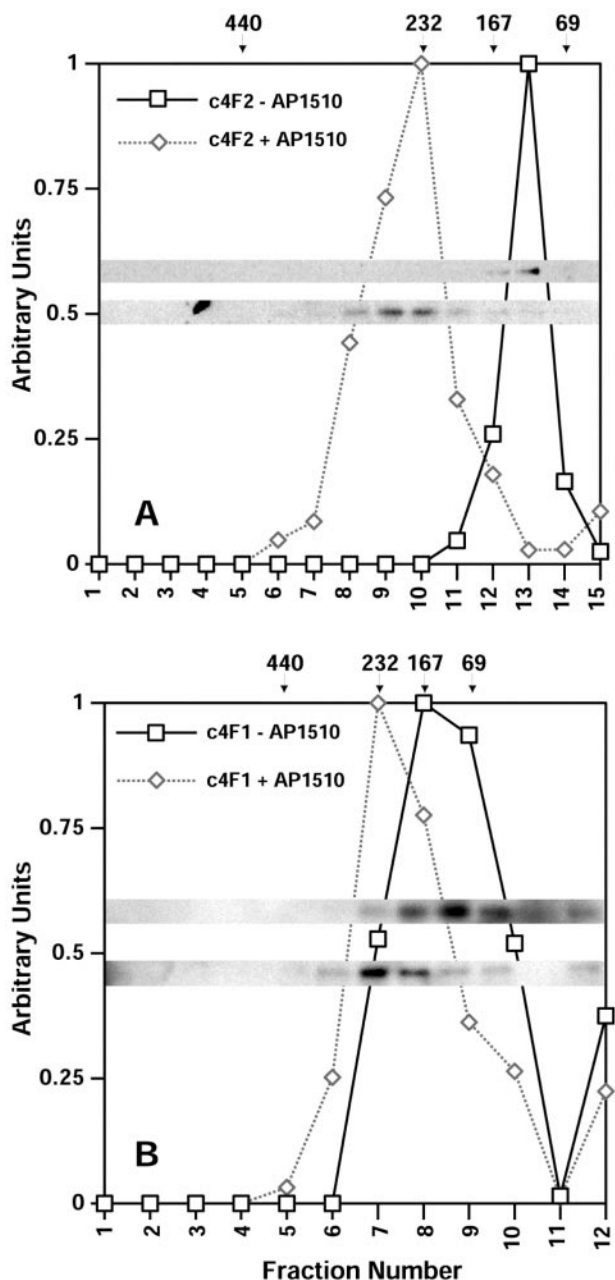 440 232 167 69
1
c4F2 - AP1510
c4F2 + AP1510
0.75
0.5
0.25
0
Arbitrary Units
A
1 2 3 4 5 6 7 8 9 10 11 12 13 14 15
440 232 167 69
1
c4F1 - AP1510
c4F1 + AP1510
0.75
0.5
0.25
0
Arbitrary Units
B
1 2 3 4 5 6 7 8 9 10 11 12
Fraction Number